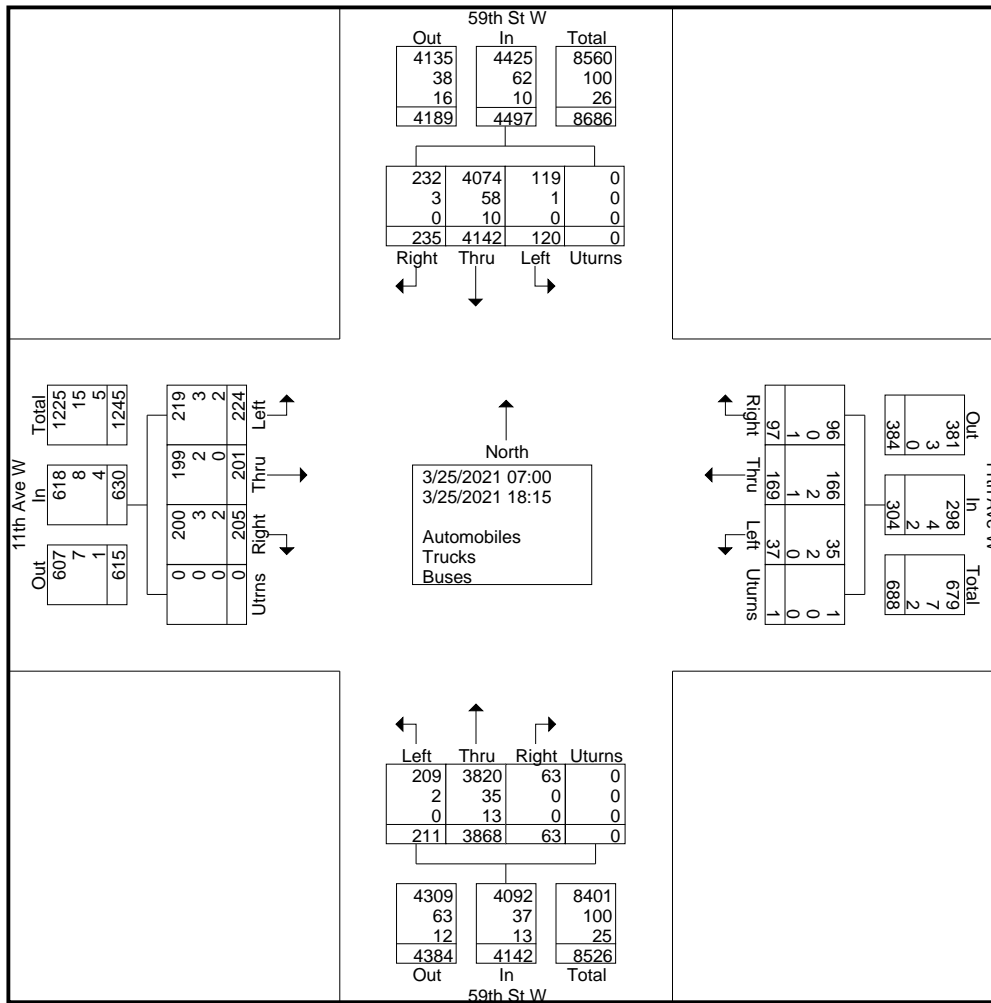 59th St W
Out In Total
4135 4425 8560
38 62 100
16 10 26
4189 4497 8686
232 4074 119 0
3 58 1 0
0 10 0 0
235 4142 120 0
Right Thru Left Uturns
11th Ave W
Total In Out
1225 618 607
15 8 7
5 4 1
1245 630 615
219 199 200 0
3 2 3 0
2 0 2 0
224 201 205 0
Left Thru Right Utrns
North
3/25/2021 07:00
3/25/2021 18:15
Automobiles
Trucks
Buses
Right Thru Left Uturns
96 166 35 1
0 2 2 0
1 1 0 0
97 169 37 1
Ave W
Out In Total
381 298 679
3 4 7
0 2 2
384 304 688
Left Thru Right Uturns
209 3820 63 0
2 35 0 0
0 13 0 0
211 3868 63 0
4309 4092 8401
63 37 100
12 13 25
4384 4142 8526
Out In Total
59th St W